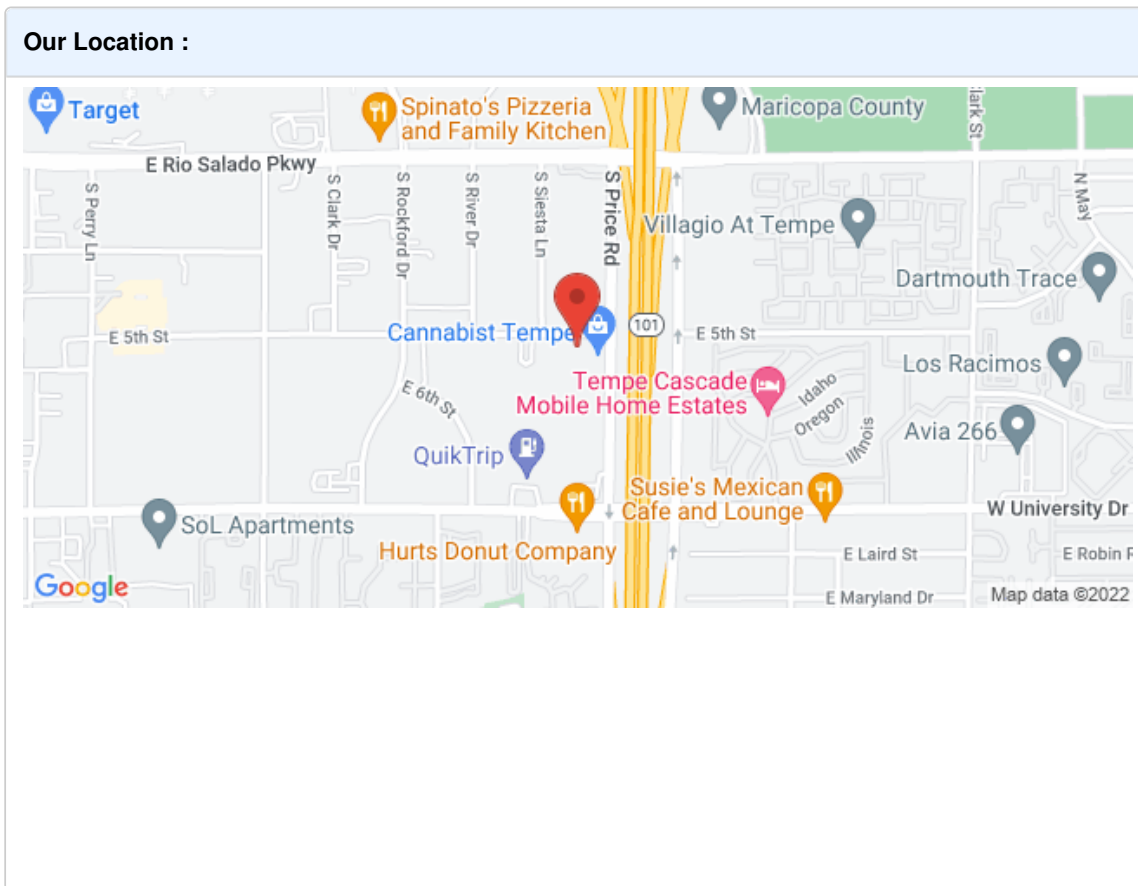 Our Location :
Target
Spinato's Pizzeria
and Family Kitchen
Maricopa County
E Rio Salado Pkwy
S Perry Ln
S Clark Dr
S Rockford Dr
S River Dr
S Siesta Ln
S Price Rd
lark St
N May
Villagio At Tempe
Dartmouth Trace
E 5th St
Cannabist Tempe
101
E 5th St
Los Racimos
Tempe Cascade
Mobile Home Estates
Idaho
Oregon
Illinois
E 6th St
Avia 266
QuikTrip
Susie's Mexican
Cafe and Lounge
W University Dr
SoL Apartments
Hurts Donut Company
E Laird St
E Robin R
Google
E Maryland Dr
Map data ©2022